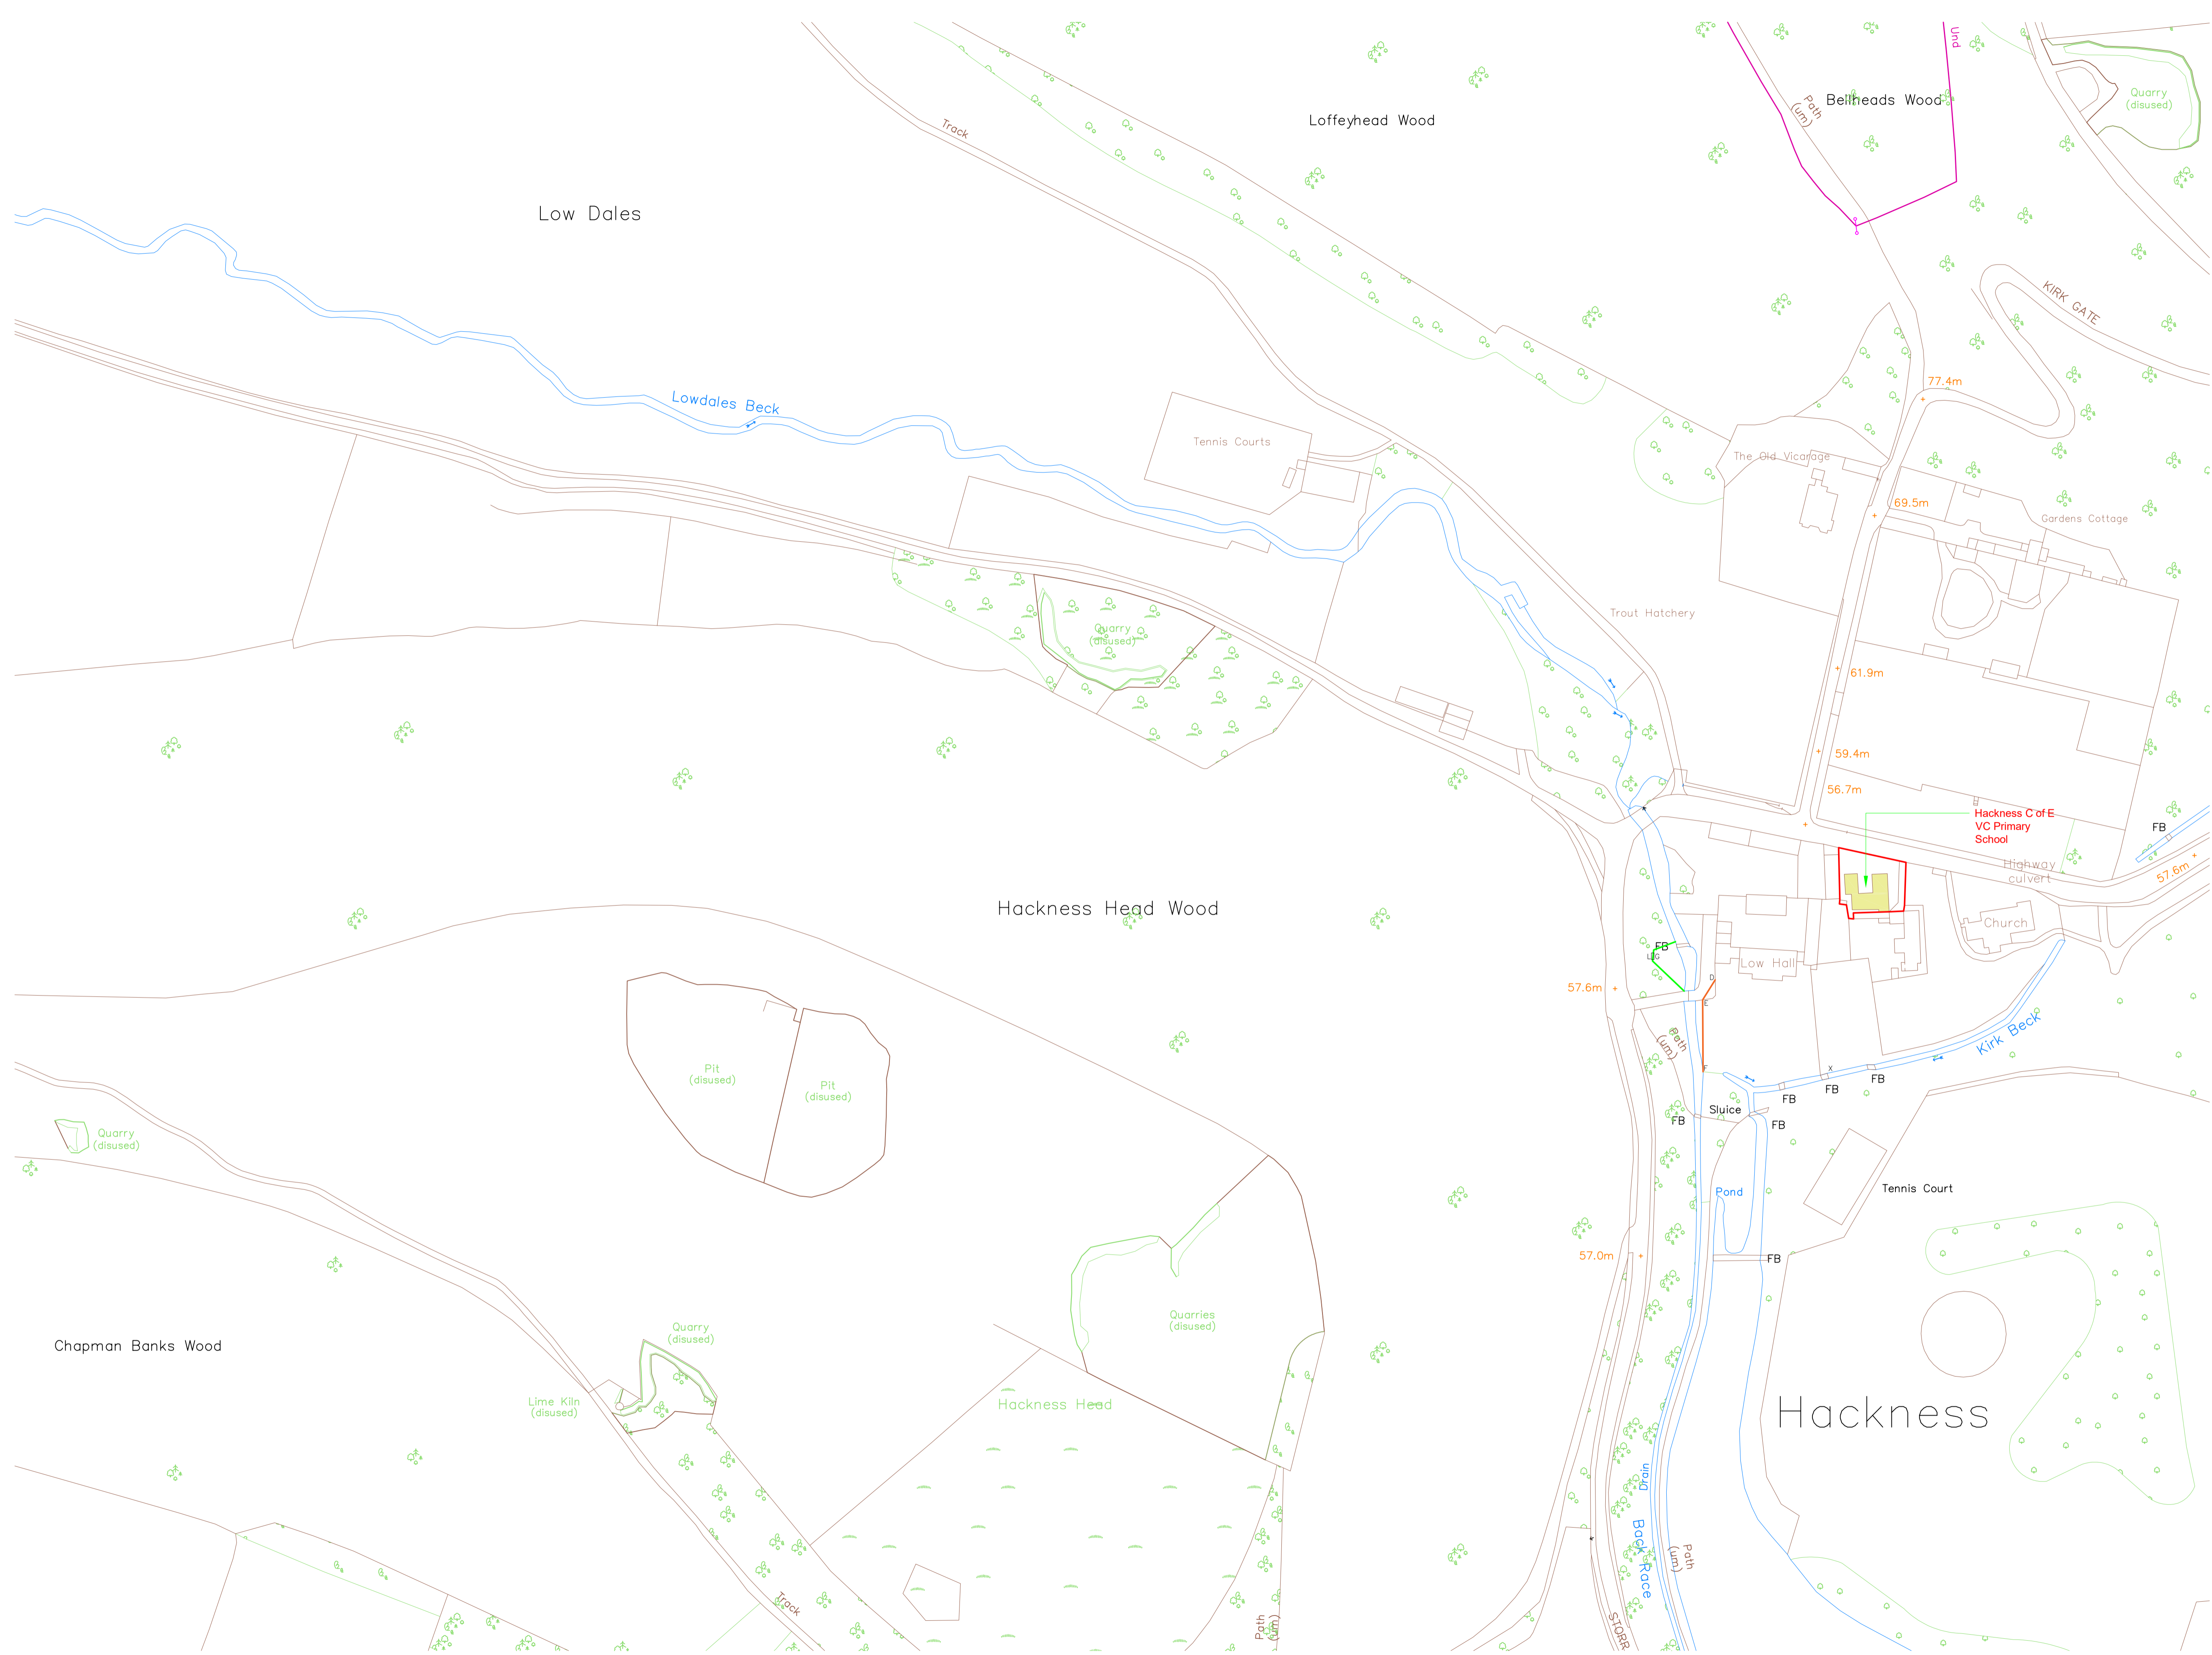 Und
Path
(um)
Bellheads Wood
Quarry
(disused)
Loffeyhead Wood
Track
Low Dales
KIRK GATE
77.4m
Lowdales Beck
Tennis Courts
The Old Vicarage
69.5m
Gardens Cottage
Trout Hatchery
Quarry
(disused)
61.9m
59.4m
56.7m
Hackness C of E
VC Primary
School
FB
Highway
culvert
57.6m
Hackness Head Wood
Church
FB
Low Hall
D
57.6m
E
Path
(um)
Kirk Beck
F
X
FB
FB
FB
Sluice
FB
FB
Pit
(disused)
Pit
(disused)
Quarry
(disused)
Tennis Court
Pond
57.0m
FB
Quarries
(disused)
Quarry
(disused)
Chapman Banks Wood
Lime Kiln
(disused)
Hackness Head
Hackness
Drain
Back Race
Path
(um)
Track
Path
(um)
STORR